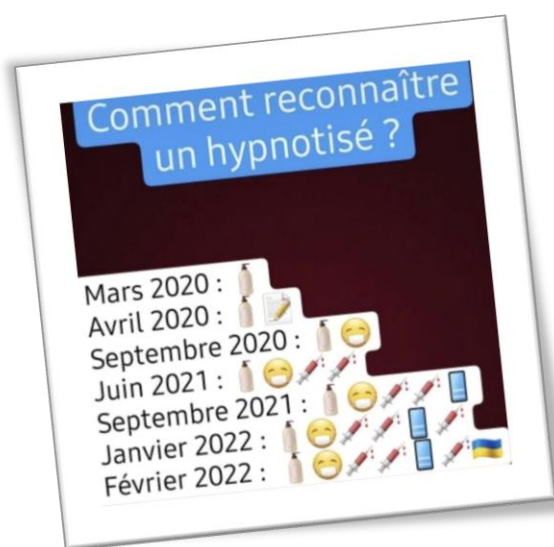 Comment reconnaître
un hypnotisé ?
Mars 2020 : 🧴
Avril 2020 : 🧴📝
Septembre 2020 : 🧴😷
Juin 2021 : 🧴😷💉💉
Septembre 2021 : 🧴😷💉💉📱
Janvier 2022 : 🧴😷💉💉📱💉
Février 2022 : 🧴😷💉💉📱💉🇺🇦